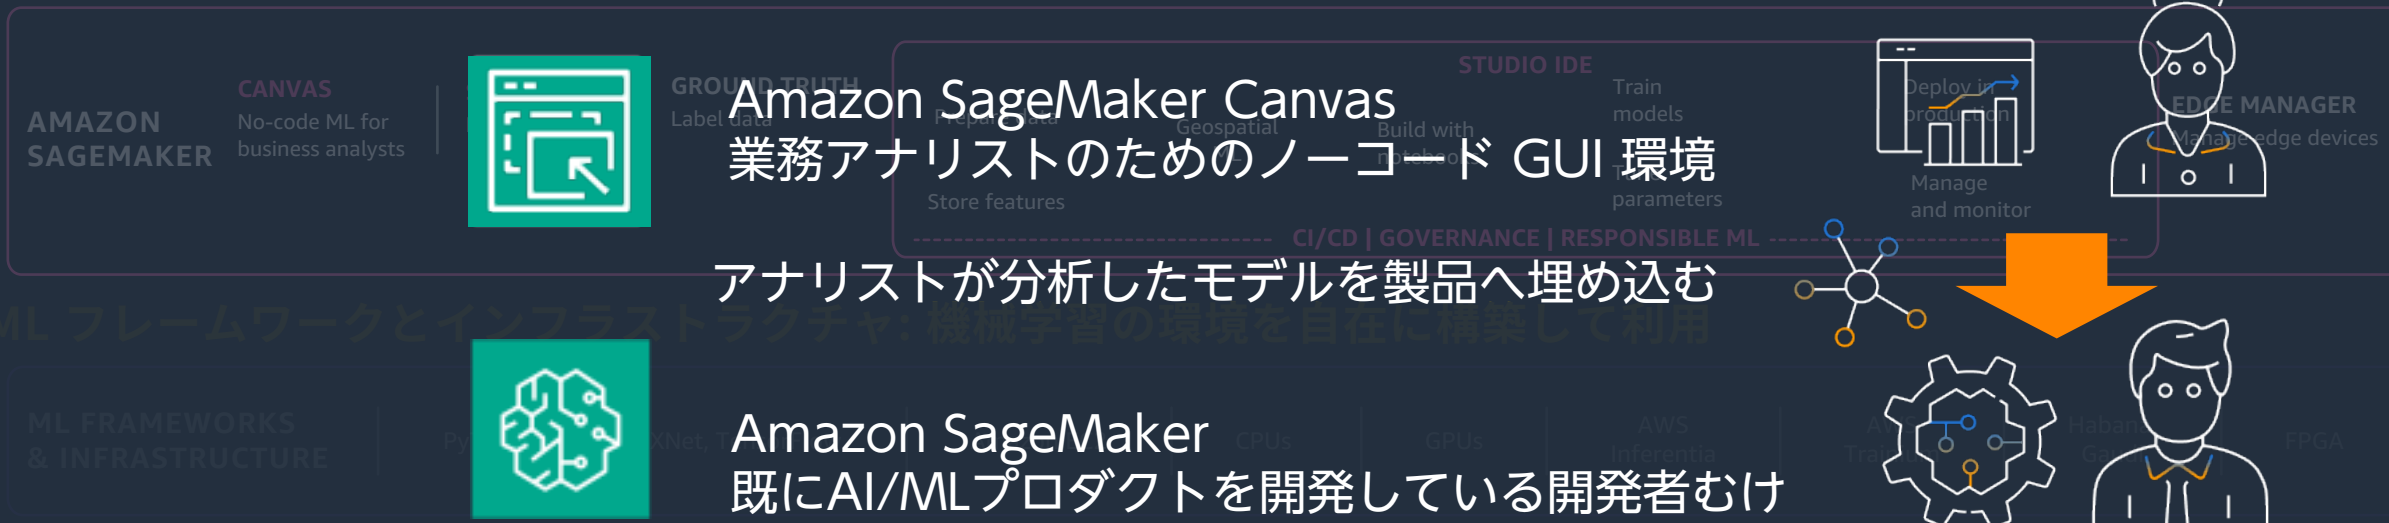 AMAZON
SAGEMAKER
CANVAS
No-code ML for
business analysts
GROUND TRUTH
Label data
STUDIO IDE
Prepare data
Store features
Geospatial
Build with
Train
models
parameters
Deploy in
production
Manage
and monitor
CI/CD | GOVERNANCE | RESPONSIBLE ML
EDGE MANAGER
Manage edge devices
Amazon SageMaker Canvas
業務アナリストのためのノーコード GUI 環境
アナリストが分析したモデルを製品へ埋め込む
ML フレームワークとインフラストラクチャ: 機械学習の環境を自在に構築して利用
ML FRAMEWORKS
& INFRASTRUCTURE
CPUs
GPUs
AWS
Inferentia
FPGA
Amazon SageMaker
既にAI/MLプロダクトを開発している開発者むけ